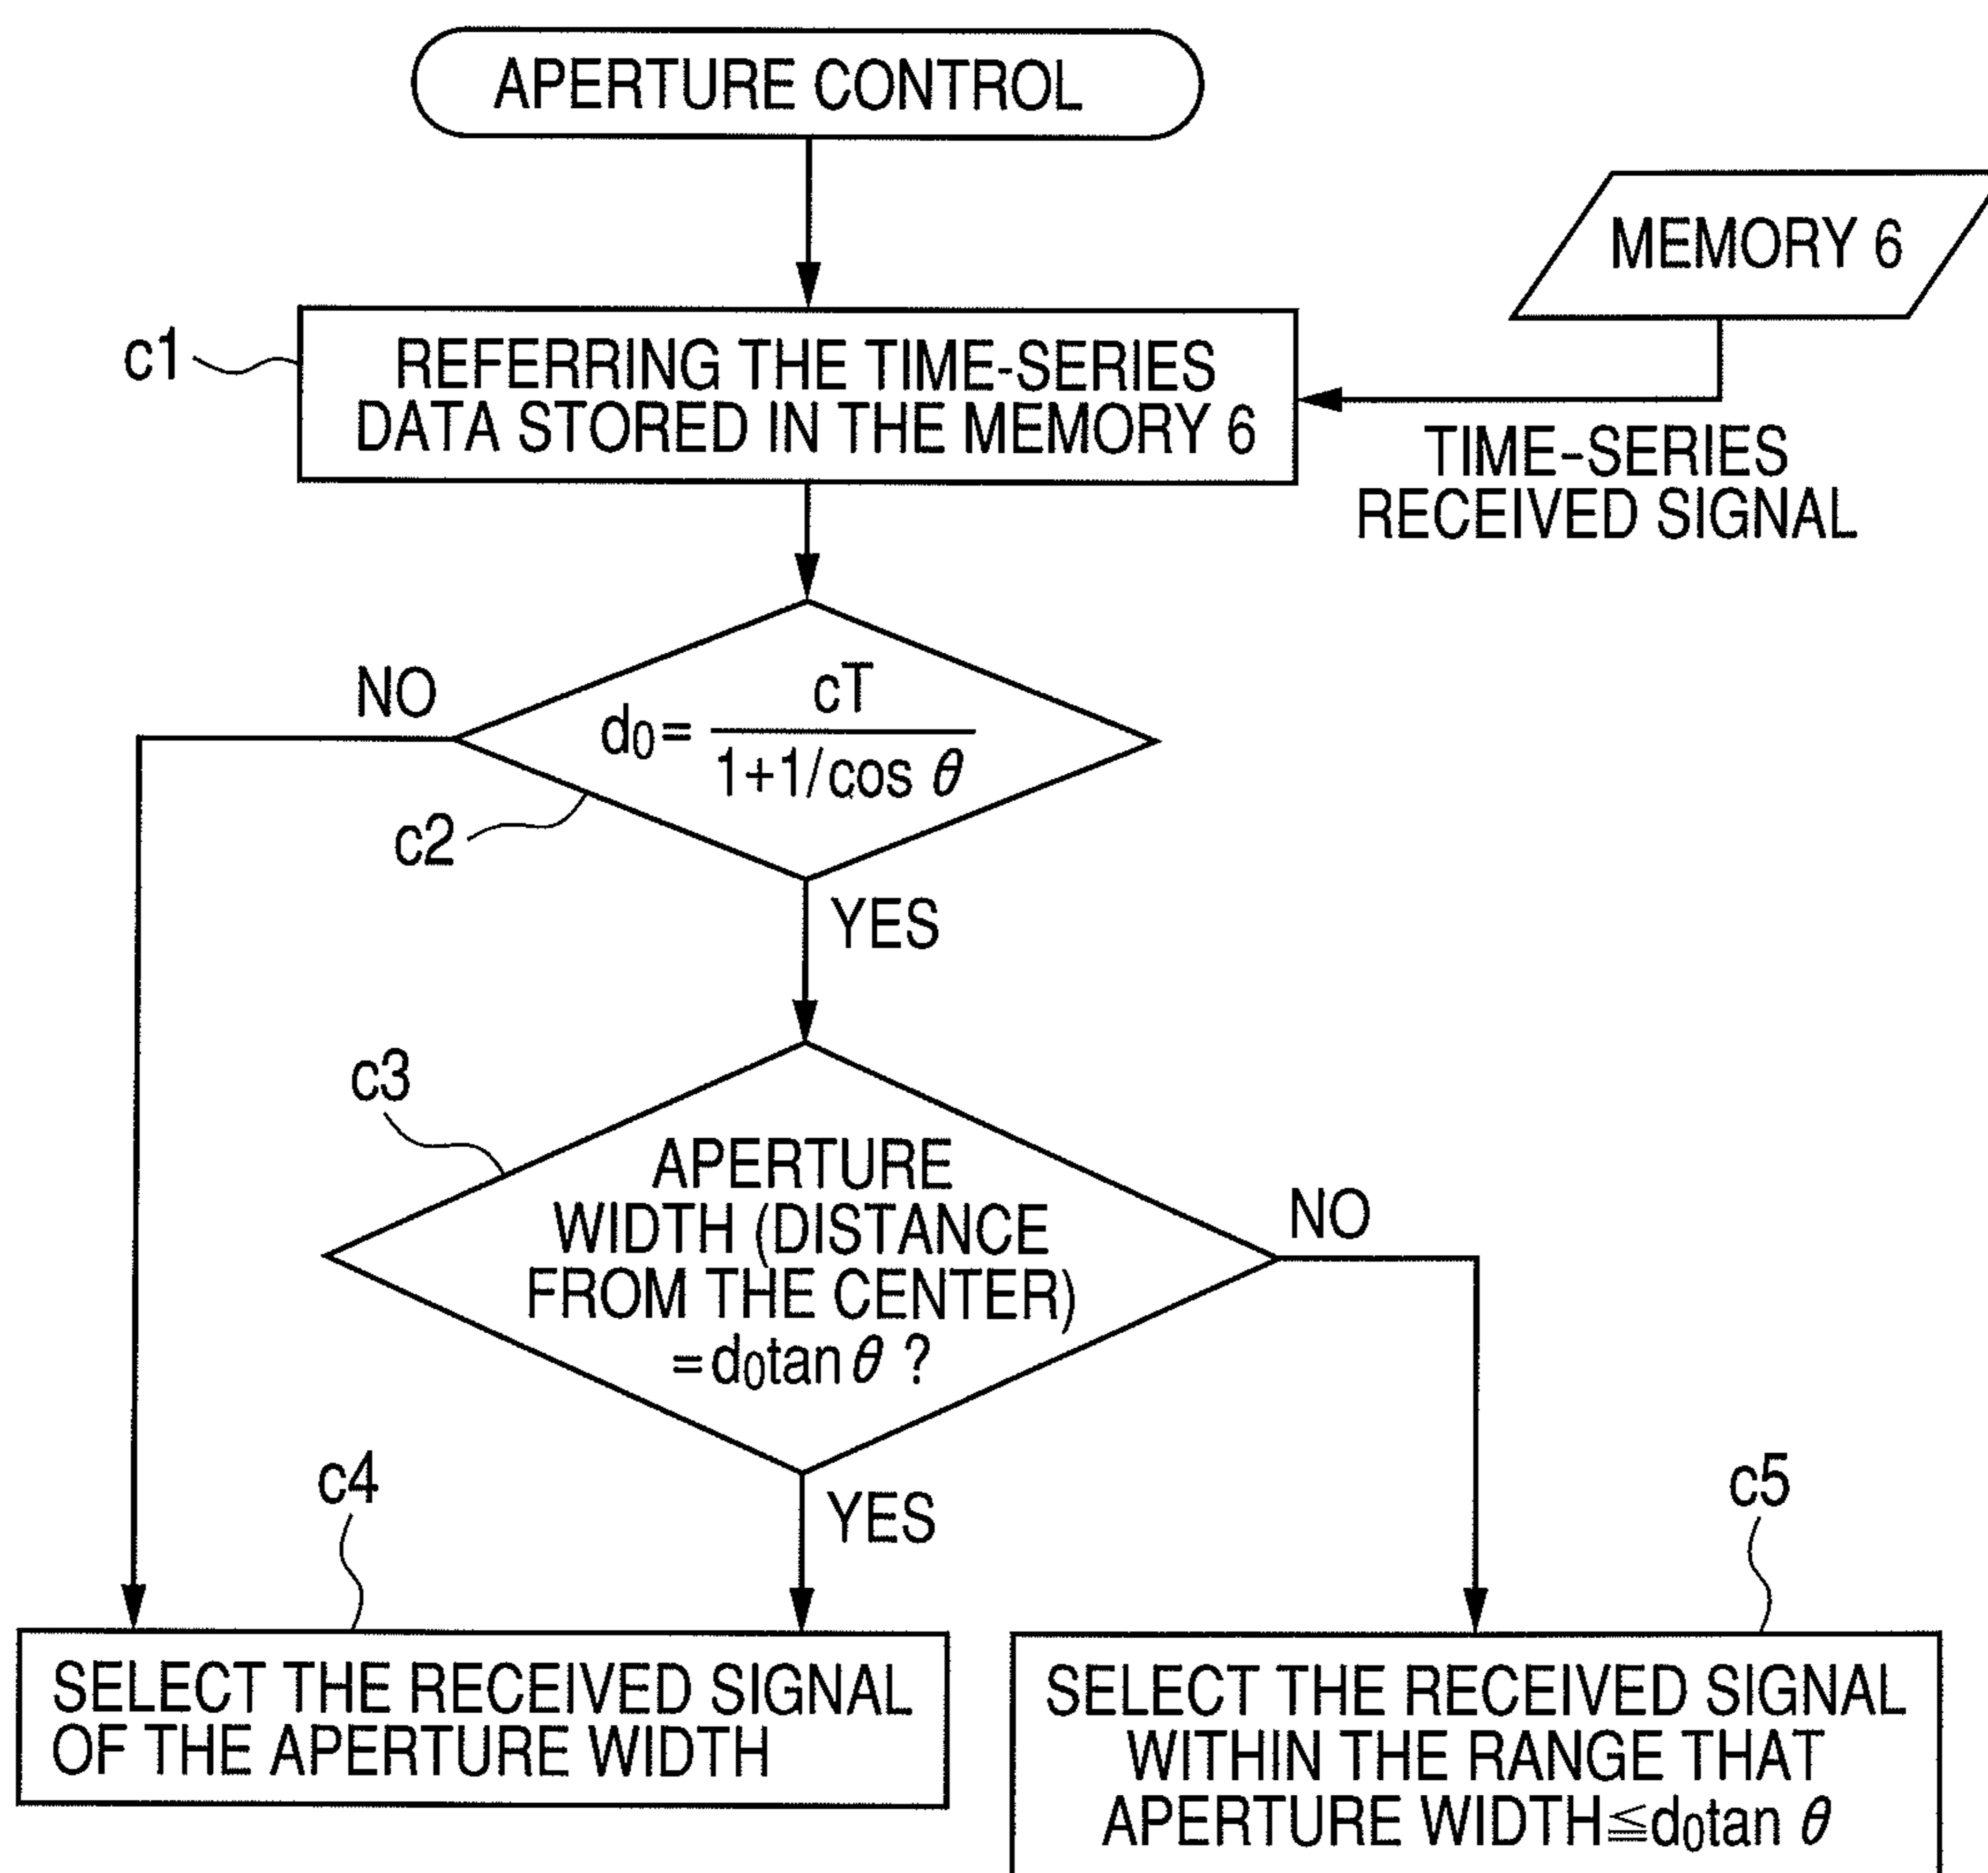 APERTURE CONTROL
MEMORY 6
c1
REFERRING THE TIME-SERIES
DATA STORED IN THE MEMORY 6
TIME-SERIES
RECEIVED SIGNAL
NO
d0= cT
1+1/cos θ
c2
YES
c3
APERTURE
WIDTH (DISTANCE
FROM THE CENTER)
=d0tan θ ?
NO
c4
YES
c5
SELECT THE RECEIVED SIGNAL
OF THE APERTURE WIDTH
SELECT THE RECEIVED SIGNAL
WITHIN THE RANGE THAT
APERTURE WIDTH≦d0tan θ